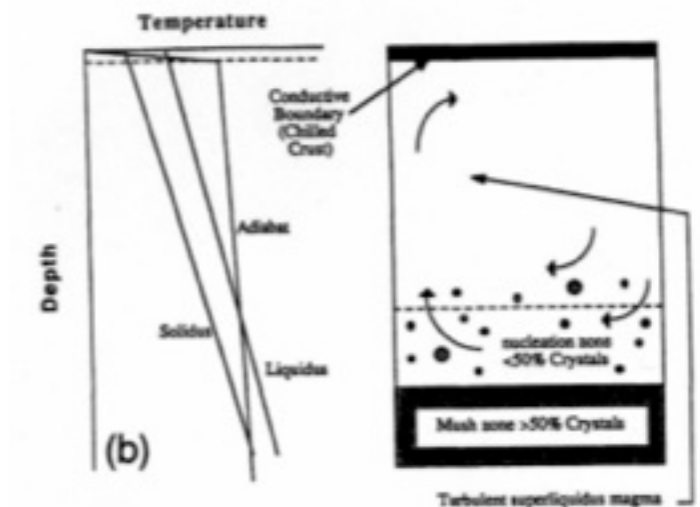 Temperature
Depth
Solidus
Adiabat
Liquidus
(b)
Conductive
Boundary
(Chilled
Crust)
nucleation zone
<50% Crystals
Mush zone >50% Crystals
Turbulent superliquidus magma